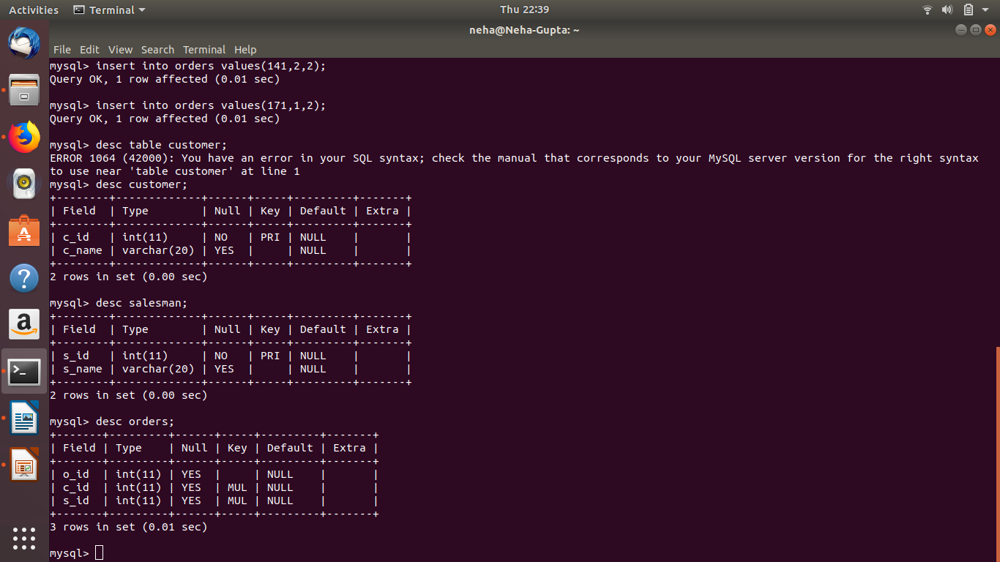 Activities Terminal Thu 22:39
neha@Neha-Gupta: ~
File Edit View Search Terminal Help
mysql> insert into orders values(141,2,2);
Query OK, 1 row affected (0.01 sec)
mysql> insert into orders values(171,1,2);
Query OK, 1 row affected (0.01 sec)
mysql> desc table customer;
ERROR 1064 (42000): You have an error in your SQL syntax; check the manual that corresponds to your MySQL server version for the right syntax
to use near 'table customer' at line 1
mysql> desc customer;
+--------+-------------+------+-----+---------+-------+
| Field  | Type        | Null | Key | Default | Extra |
+--------+-------------+------+-----+---------+-------+
| c_id   | int(11)     | NO   | PRI | NULL    |       |
| c_name | varchar(20) | YES  |     | NULL    |       |
+--------+-------------+------+-----+---------+-------+
2 rows in set (0.00 sec)
mysql> desc salesman;
+--------+-------------+------+-----+---------+-------+
| Field  | Type        | Null | Key | Default | Extra |
+--------+-------------+------+-----+---------+-------+
| s_id   | int(11)     | NO   | PRI | NULL    |       |
| s_name | varchar(20) | YES  |     | NULL    |       |
+--------+-------------+------+-----+---------+-------+
2 rows in set (0.00 sec)
mysql> desc orders;
+-------+---------+------+-----+---------+-------+
| Field | Type    | Null | Key | Default | Extra |
+-------+---------+------+-----+---------+-------+
| o_id  | int(11) | YES  |     | NULL    |       |
| c_id  | int(11) | YES  | MUL | NULL    |       |
| s_id  | int(11) | YES  | MUL | NULL    |       |
+-------+---------+------+-----+---------+-------+
3 rows in set (0.01 sec)
mysql>